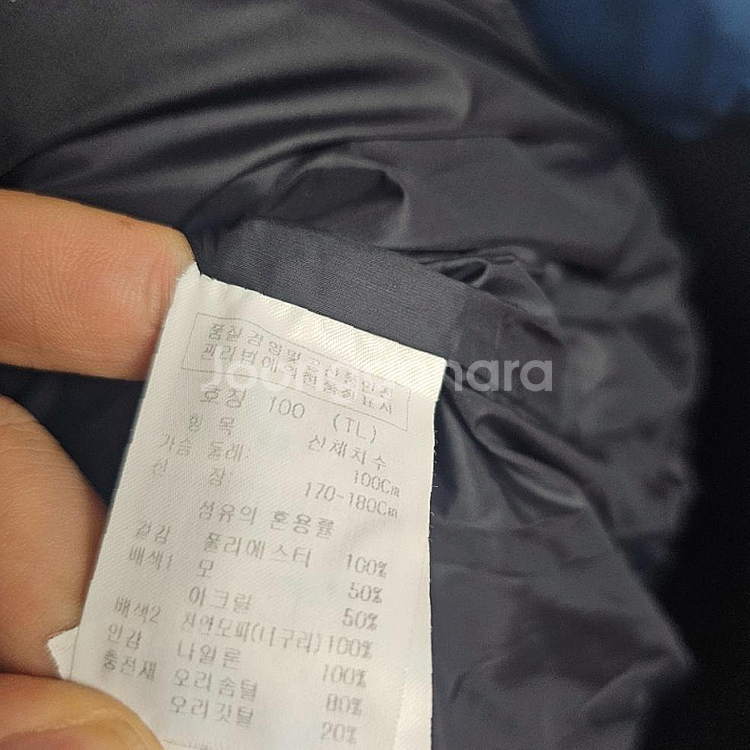 품질경영및공산품안전
관리법에의한품질표시
호칭 100 (TL)
항 목 신체치수
가슴 둘레: 100Cm
신 장: 170-180Cm
섬유의 혼용률
겉감 폴리에스터 100%
배색1 모 50%
아크릴 50%
배색2 천연모피(너구리)100%
안감 나일론 100%
충전재 오리솜털 80%
오리깃털 20%